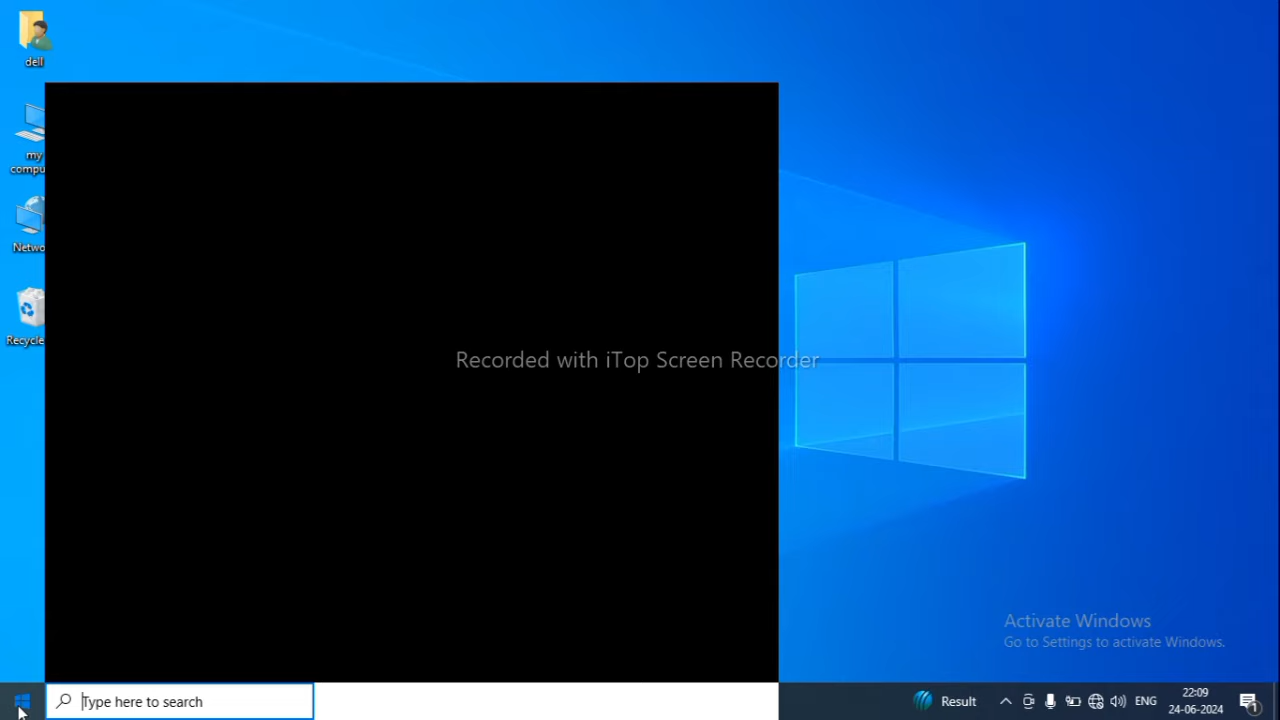 dell
my
compu
Netwo
Recycle
Recorded with iTop Screen Recorder
Activate Windows
Go to Settings to activate Windows.
Type here to search
Result
ENG
22:09
24-06-2024
1